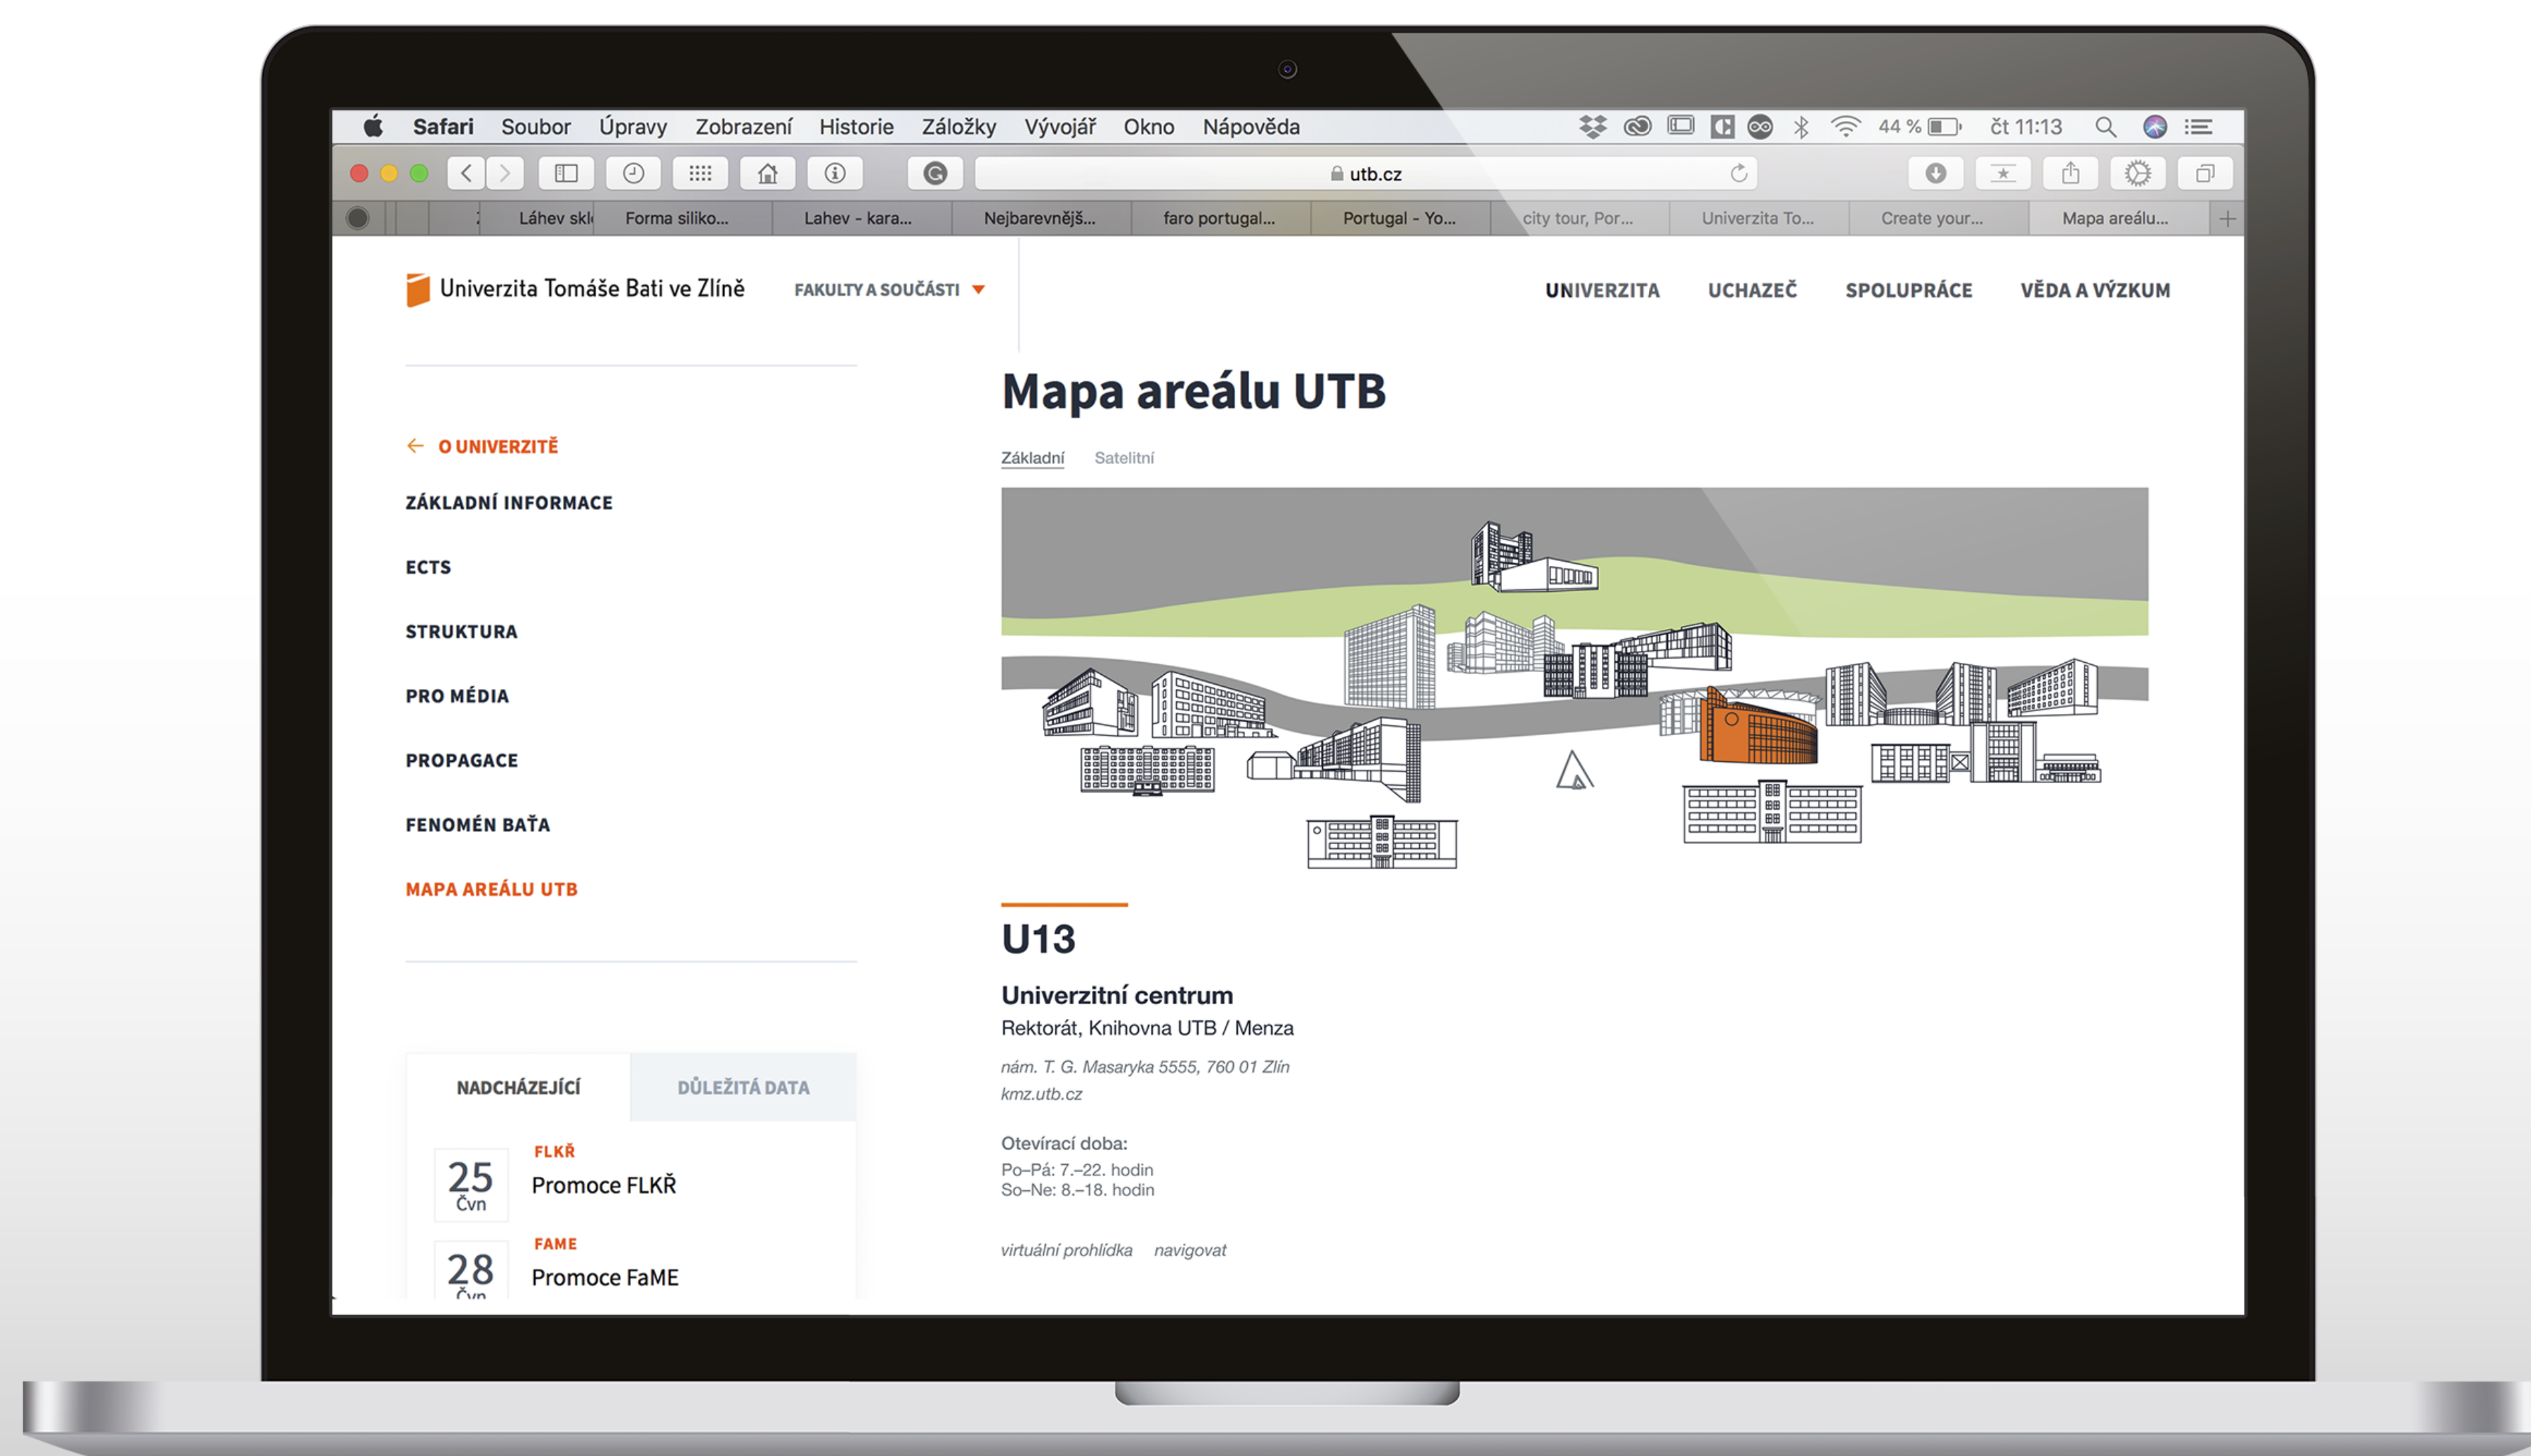 Safari Soubor Úpravy Zobrazení Historie Záložky Vývojář Okno Nápověda 44 % čt 11:13
utb.cz
Láhev skl Forma siliko... Lahev - kara... Nejbarevnějš... faro portugal... Portugal - Yo... city tour, Por... Univerzita To... Create your... Mapa areálu...
Univerzita Tomáše Bati ve Zlíně FAKULTY A SOUČÁSTI UNIVERZITA UCHAZEČ SPOLUPRÁCE VĚDA A VÝZKUM
O UNIVERZITĚ
ZÁKLADNÍ INFORMACE
ECTS
STRUKTURA
PRO MÉDIA
PROPAGACE
FENOMÉN BAŤA
MAPA AREÁLU UTB
NADCHÁZEJÍCÍ DŮLEŽITÁ DATA
25
Čvn
FLKŘ
Promoce FLKŘ
28
Čvn
FAME
Promoce FaME
Mapa areálu UTB
Základní Satelitní
U13
Univerzitní centrum
Rektorát, Knihovna UTB / Menza
nám. T. G. Masaryka 5555, 760 01 Zlín
kmz.utb.cz
Otevírací doba:
Po–Pá: 7.–22. hodin
So–Ne: 8.–18. hodin
virtuální prohlídka navigovat